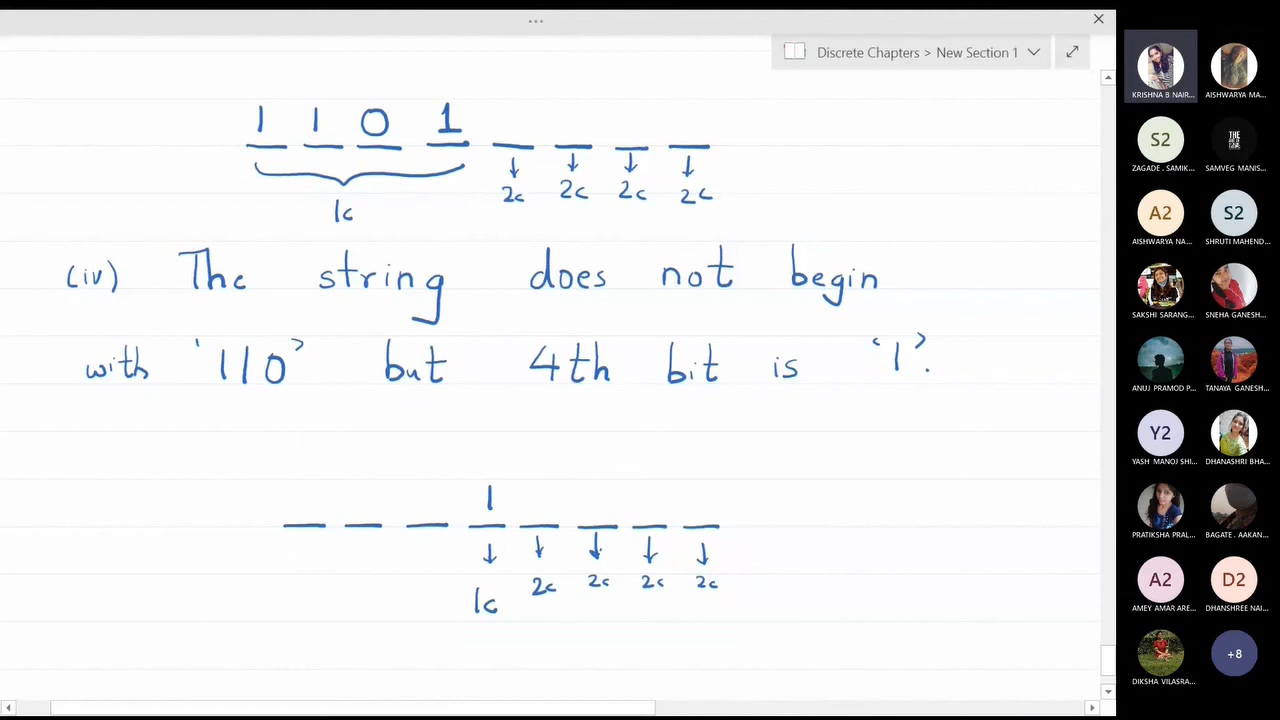 Discrete Chapters > New Section 1
1 1 0 1
2c 2c 2c 2c
1c
(iv) The string does not begin
with '110' but 4th bit is '1'.
1
1c 2c 2c 2c 2c
KRISHNA B NAIR...
AISHWARYA MA...
S2
THE
ZAGADE . SAMIK...
SAMVEG MANIS...
A2
S2
AISHWARYA NA...
SHRUTI MAHEND...
SAKSHI SARANG...
SNEHA GANESH...
ANUJ PRAMOD P...
TANAYA GANESH...
Y2
YASH MANOJ SHI...
DHANASHRI BHA...
PRATIKSHA PRAL...
BAGATE . AAKAN...
A2
D2
AMEY AMAR ARE...
DHANSHREE NAI...
+8
DIKSHA VILASRA...